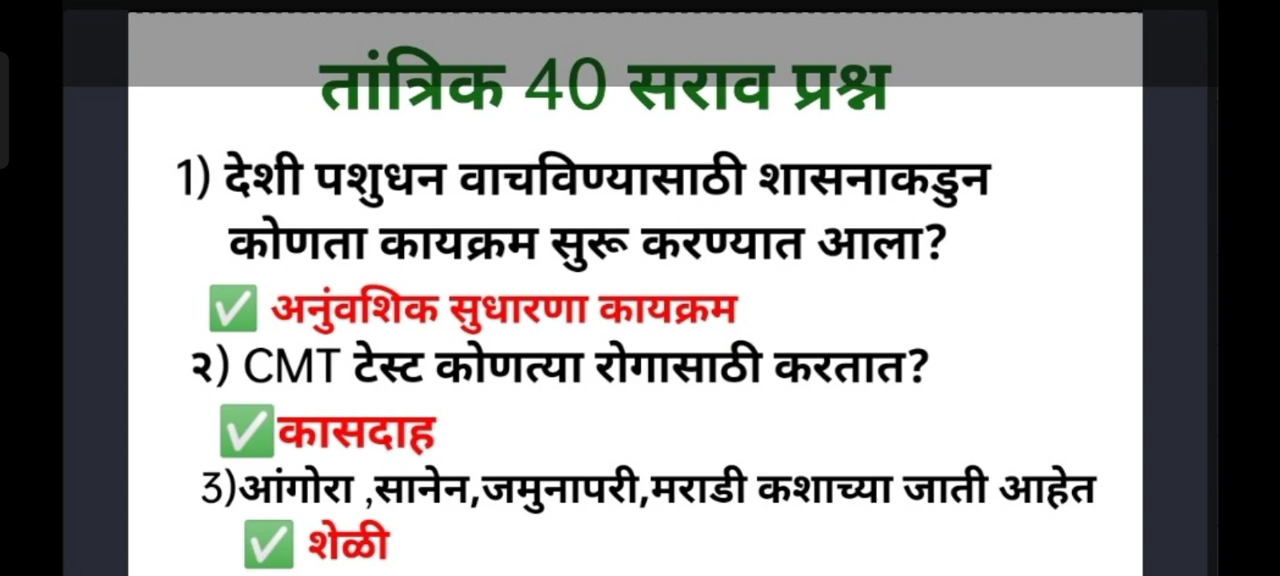 तांत्रिक 40 सराव प्रश्न
1) देशी पशुधन वाचविण्यासाठी शासनाकडुन
कोणता कायक्रम सुरू करण्यात आला?
✅ अनुंवशिक सुधारणा कायक्रम
२) CMT टेस्ट कोणत्या रोगासाठी करतात?
✅कासदाह
3)आंगोरा ,सानेन,जमुनापरी,मराडी कशाच्या जाती आहेत
✅ शेळी